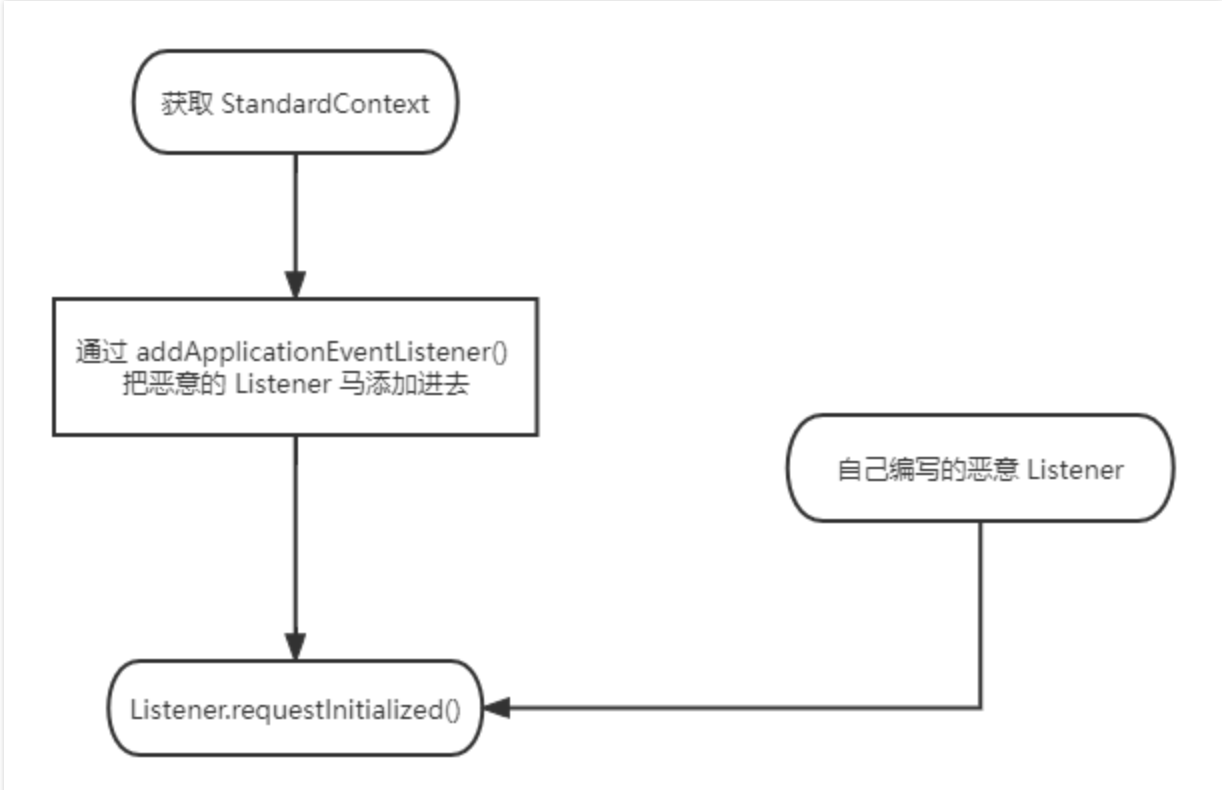 获取 StandardContext
通过 addApplicationEventListener()
把恶意的 Listener 马添加进去
自己编写的恶意 Listener
Listener.requestInitialized()